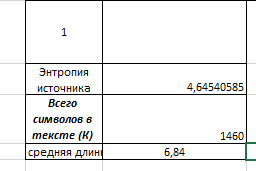 1
Энтропия
источника
4,64540585
Всего
символов в
тексте (К)
1460
средняя длин
6,84